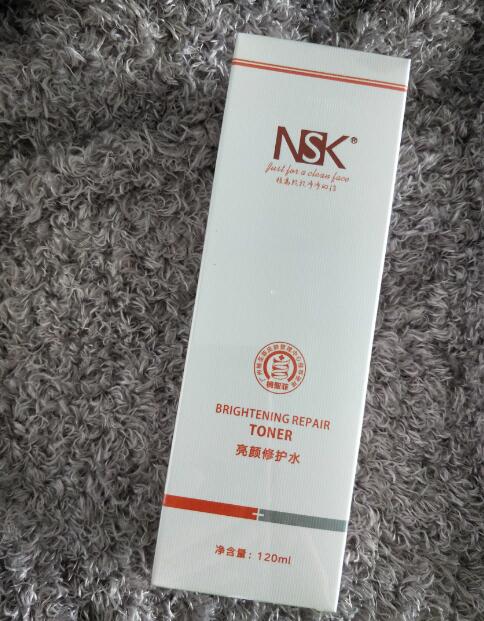 NSK®
Just for a clean face
BRIGHTENING REPAIR
TONER
亮颜修护水
净含量：120ml